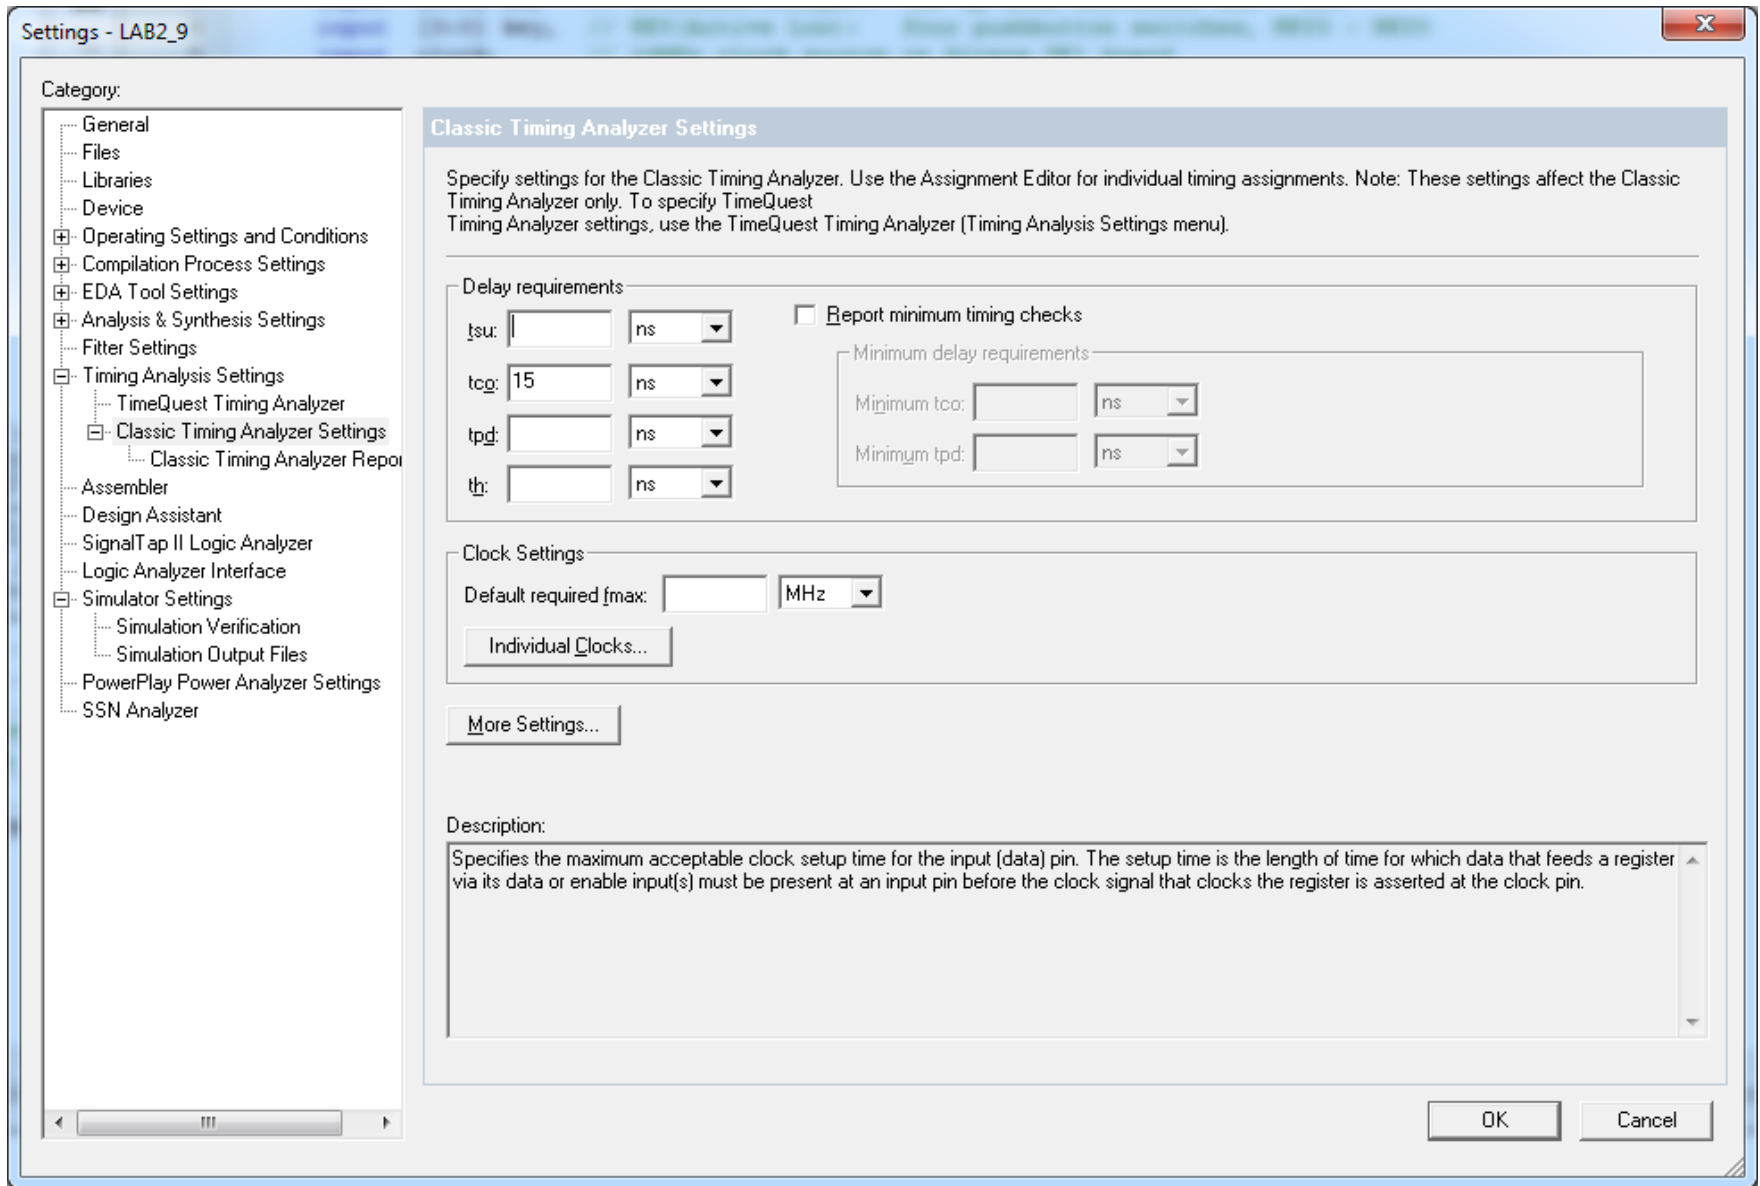 Settings - LAB2_9
Category:
General
Files
Libraries
Device
Operating Settings and Conditions
Compilation Process Settings
EDA Tool Settings
Analysis & Synthesis Settings
Fitter Settings
Timing Analysis Settings
TimeQuest Timing Analyzer
Classic Timing Analyzer Settings
Classic Timing Analyzer Repor
Assembler
Design Assistant
SignalTap II Logic Analyzer
Logic Analyzer Interface
Simulator Settings
Simulation Verification
Simulation Output Files
PowerPlay Power Analyzer Settings
SSN Analyzer
Classic Timing Analyzer Settings
Specify settings for the Classic Timing Analyzer. Use the Assignment Editor for individual timing assignments. Note: These settings affect the Classic
Timing Analyzer only. To specify TimeQuest
Timing Analyzer settings, use the TimeQuest Timing Analyzer (Timing Analysis Settings menu).
Delay requirements
tsu: ns
tco: 15 ns
tpd: ns
th: ns
Report minimum timing checks
Minimum delay requirements
Minimum tco: ns
Minimum tpd: ns
Clock Settings
Default required fmax: MHz
Individual Clocks...
More Settings...
Description:
Specifies the maximum acceptable clock setup time for the input (data) pin. The setup time is the length of time for which data that feeds a register
via its data or enable input(s) must be present at an input pin before the clock signal that clocks the register is asserted at the clock pin.
OK Cancel